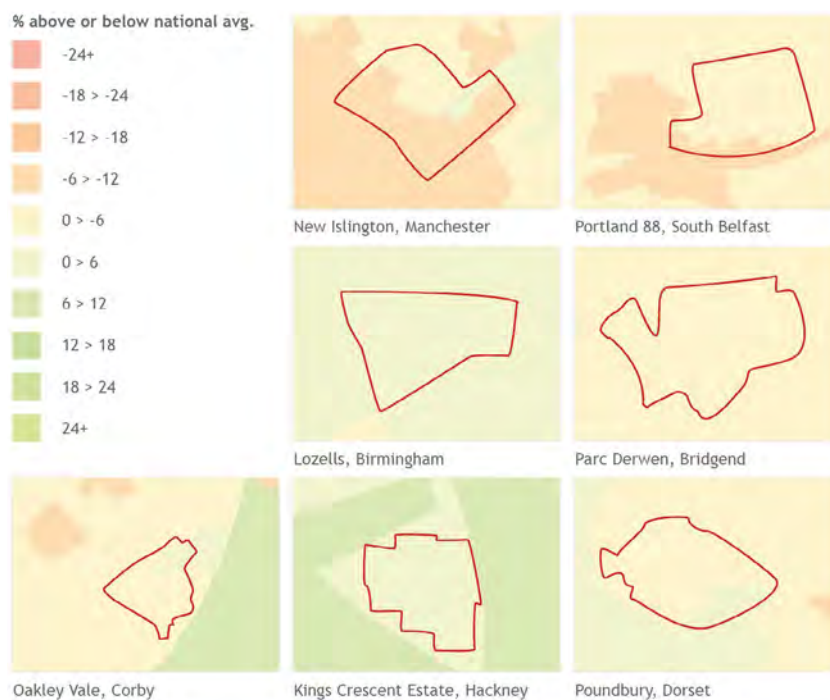 % above or below national avg.
-24+
-18 > -24
-12 > -18
-6 > -12
0 > -6
0 > 6
6 > 12
12 > 18
18 > 24
24+
New Islington, Manchester
Portland 88, South Belfast
Lozells, Birmingham
Parc Derwen, Bridgend
Oakley Vale, Corby
Kings Crescent Estate, Hackney
Poundbury, Dorset